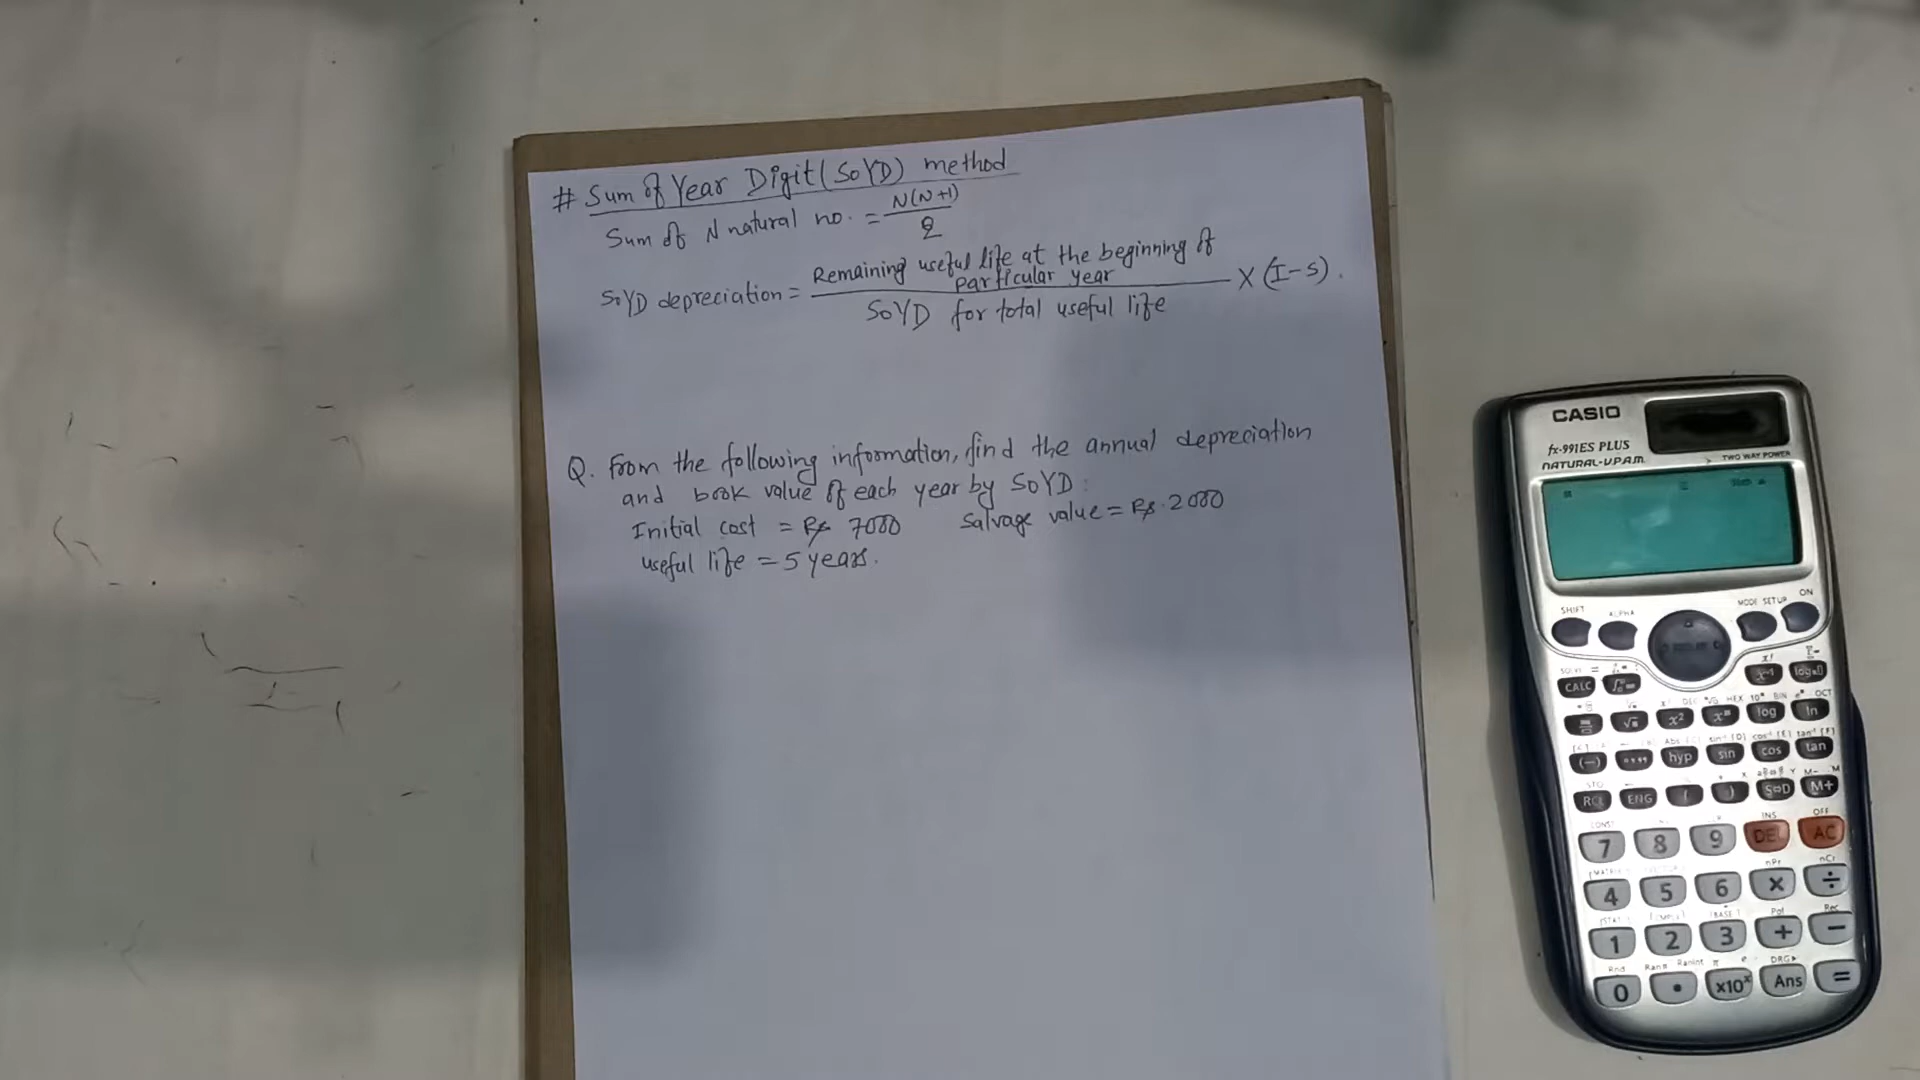 # Sum of Year Digit (SOYD) method
Sum of N natural no. = N(N+1)/2
SOYD depreciation = Remaining useful life at the beginning of particular year / SOYD for total useful life X (I-S).
Q. From the following information, find the annual depreciation
and book value of each year by SOYD:
Initial cost = Rs 7000 Salvage value = Rs. 2000
useful life = 5 years.
CASIO
fx-991ES PLUS
NATURAL-V.P.A.M.
TWO WAY POWER
SHIFT ALPHA MODE SETUP ON
CALC x! x-1 log
x² log ln
(-) hyp sin cos tan
RCL ENG ( ) S⇔D M+
7 8 9 DEL AC
4 5 6 × ÷
1 2 3 + −
0 • ×10ˣ Ans =